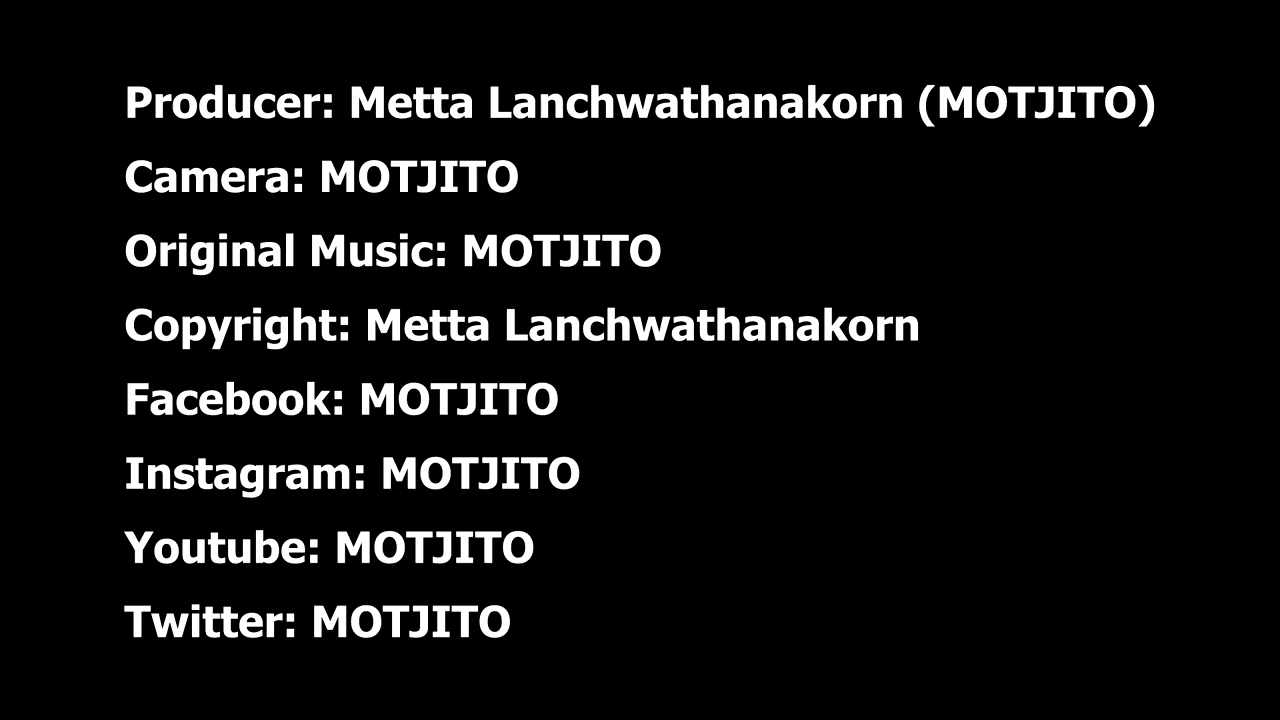 Producer: Metta Lanchwathanakorn (MOTJITO)
Camera: MOTJITO
Original Music: MOTJITO
Copyright: Metta Lanchwathanakorn
Facebook: MOTJITO
Instagram: MOTJITO
Youtube: MOTJITO
Twitter: MOTJITO